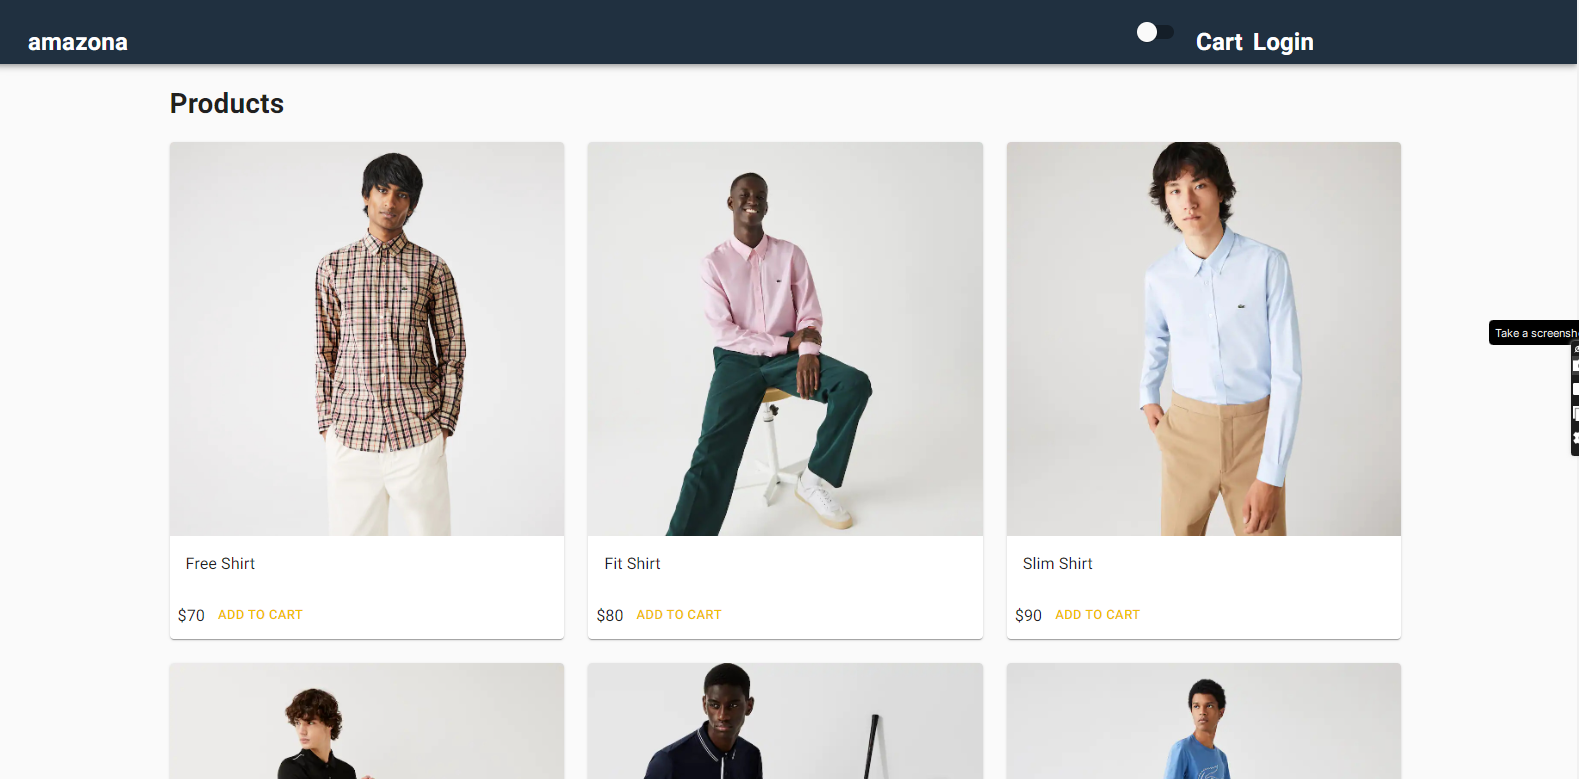 amazona
Cart Login
Products
Take a screensh
Free Shirt
Fit Shirt
Slim Shirt
$70 ADD TO CART
$80 ADD TO CART
$90 ADD TO CART